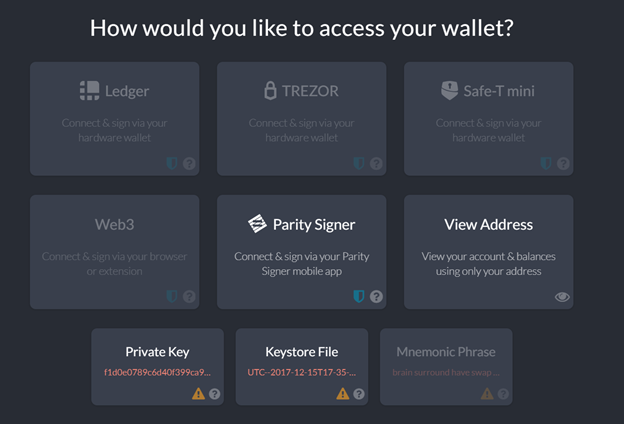 How would you like to access your wallet?
Ledger
Connect & sign via your
hardware wallet
?
TREZOR
Connect & sign via your
hardware wallet
?
Safe-T mini
Connect & sign via your
hardware wallet
?
Web3
Connect & sign via your browser
or extension
?
Parity Signer
Connect & sign via your Parity
Signer mobile app
?
View Address
View your account & balances
using only your address
Private Key
f1d0e0789c6d40f399ca9...
?
Keystore File
UTC--2017-12-15T17-35-...
?
Mnemonic Phrase
brain surround have swap ...
?